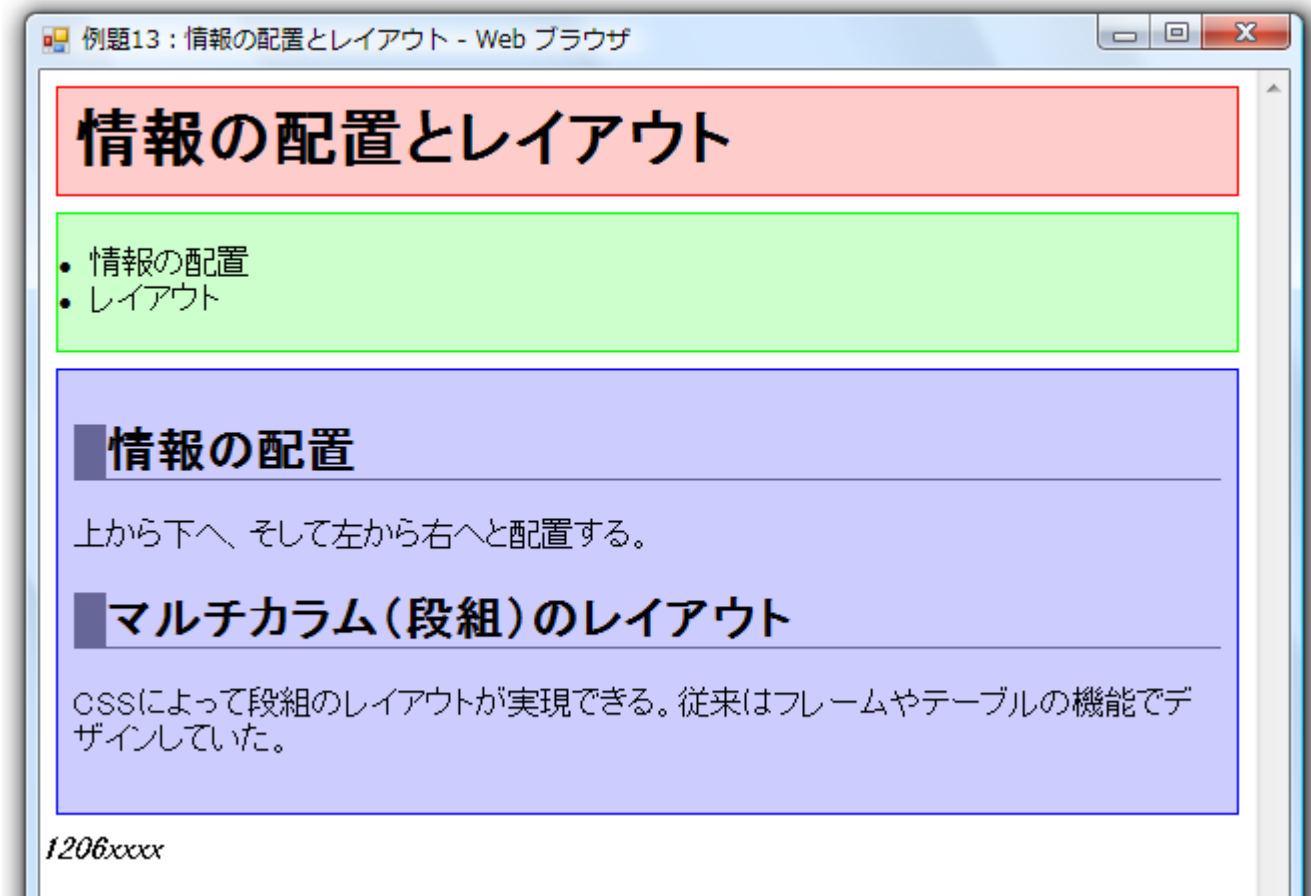 例題13：情報の配置とレイアウト - Web ブラウザ
情報の配置とレイアウト
• 情報の配置
• レイアウト
情報の配置
上から下へ、そして左から右へと配置する。
マルチカラム（段組）のレイアウト
CSSによって段組のレイアウトが実現できる。従来はフレームやテーブルの機能でデ
ザインしていた。
1206xxxx